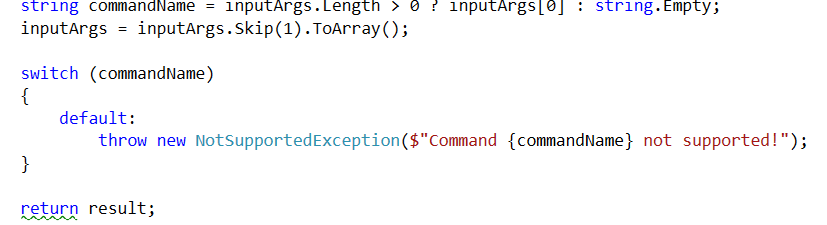 string commandName = inputArgs.Length > 0 ? inputArgs[0] : string.Empty;
inputArgs = inputArgs.Skip(1).ToArray();
switch (commandName)
{
default:
throw new NotSupportedException($"Command {commandName} not supported!");
}
return result;